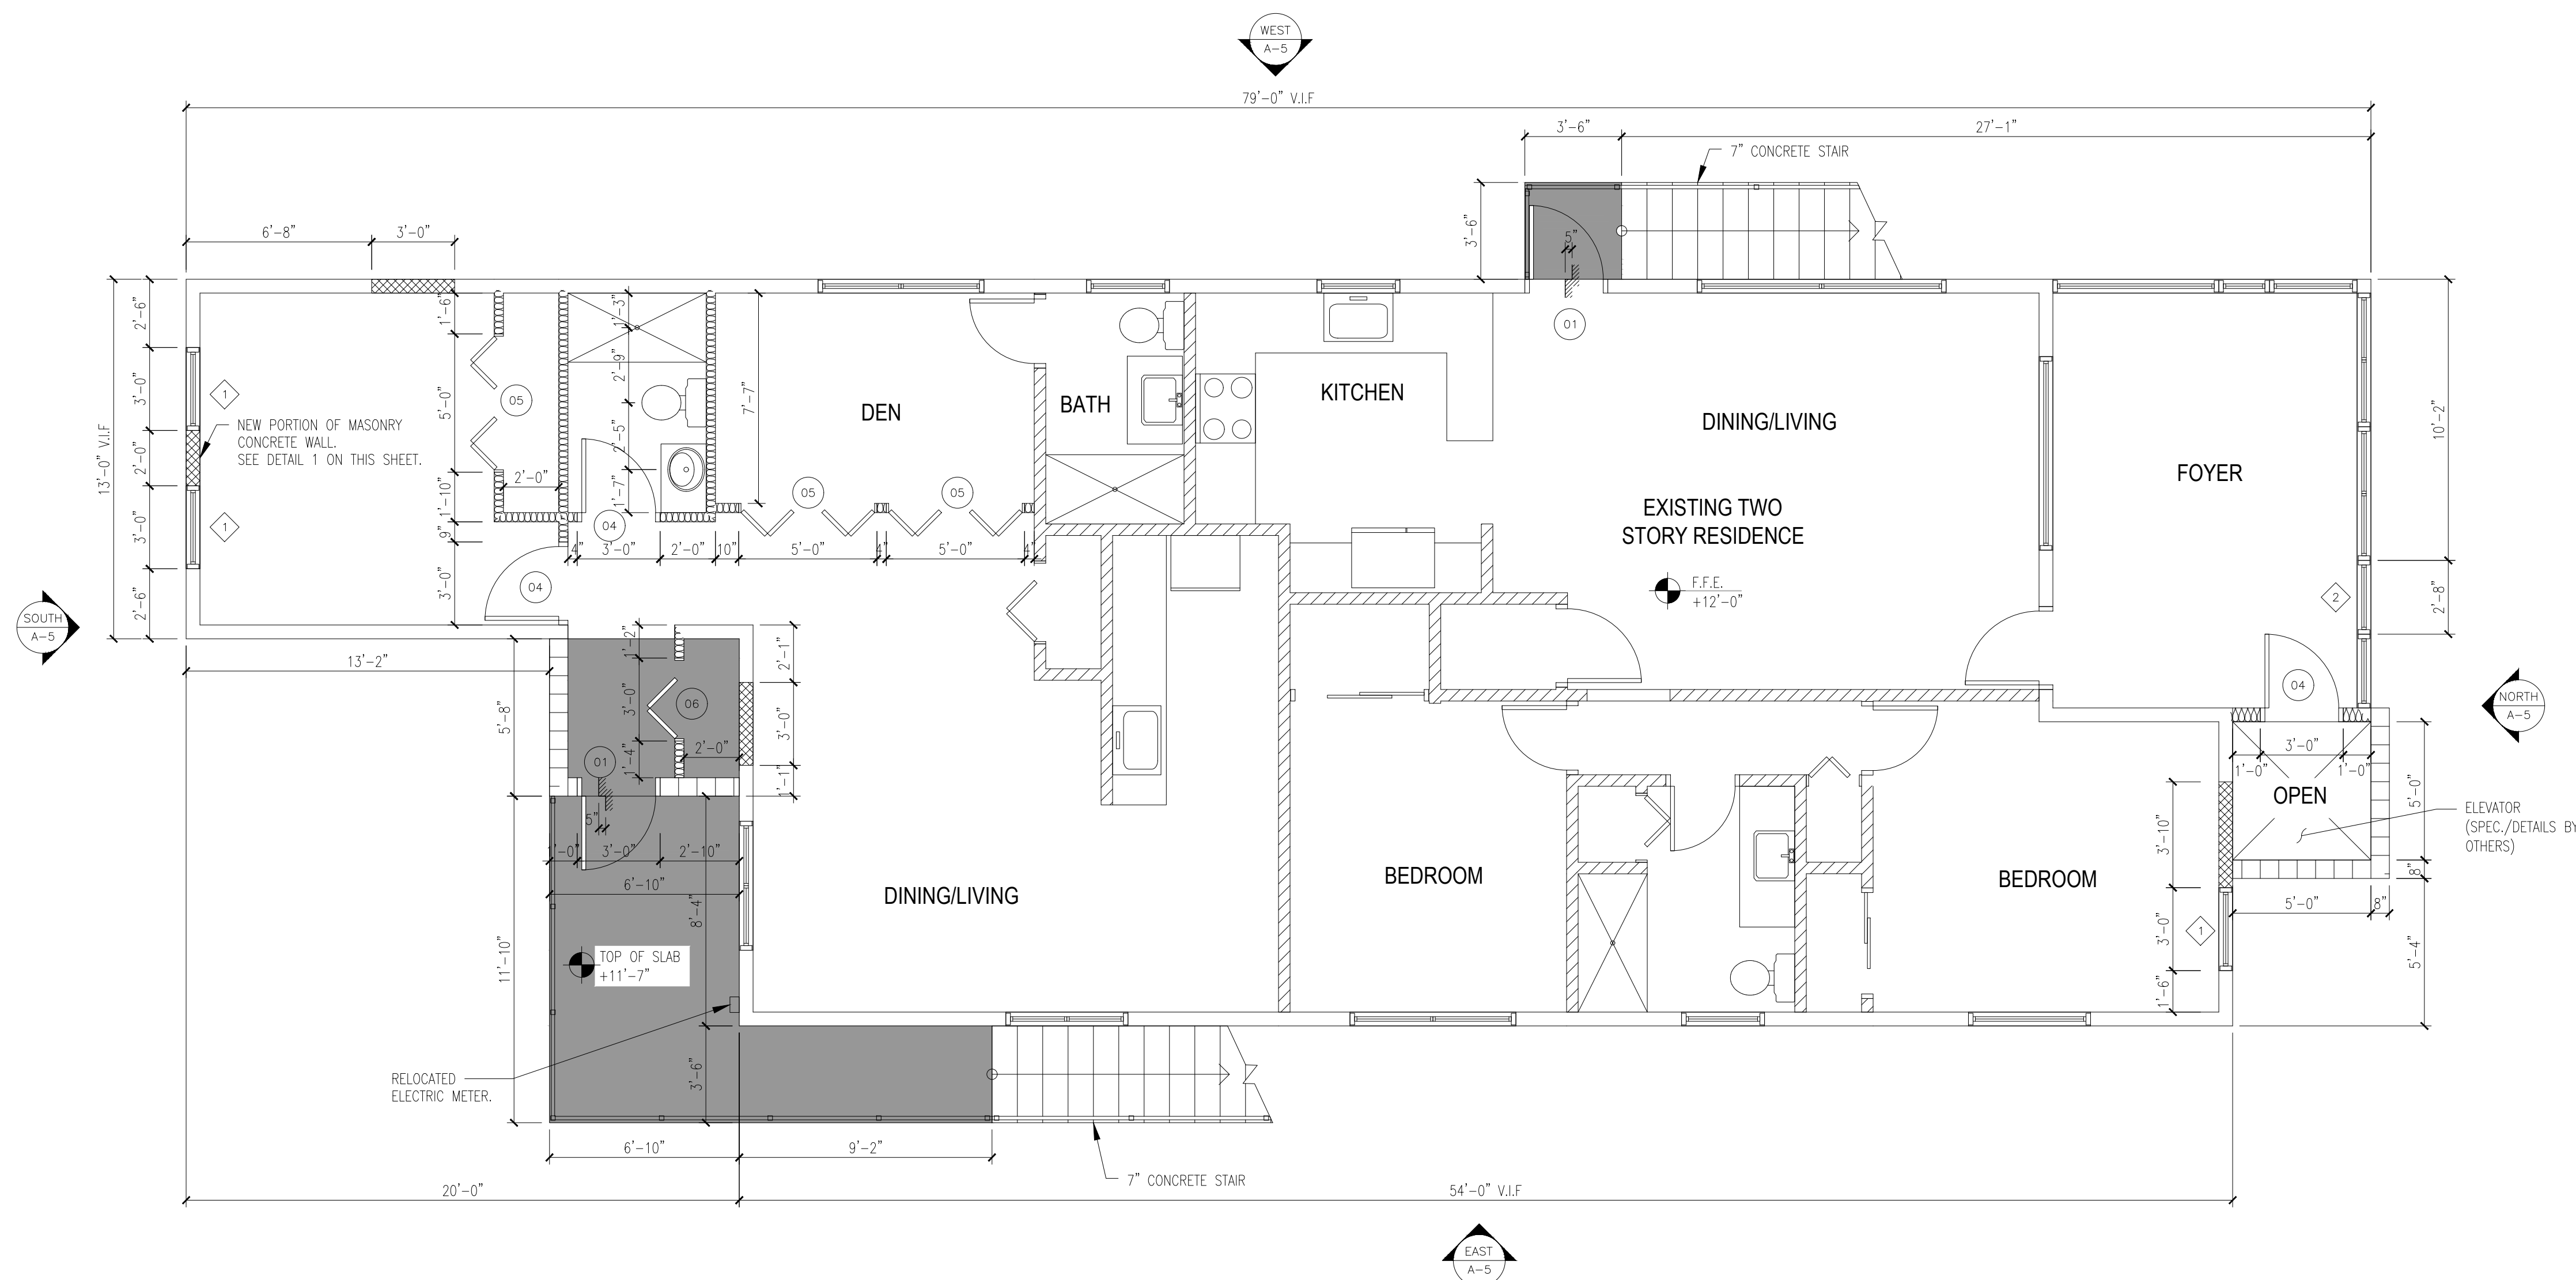 WEST
A-5
79'-0" V.I.F
3'-6"
27'-1"
7" CONCRETE STAIR
6'-8"
3'-0"
3'-6"
5"
01
2'-6"
3'-0"
2'-0"
3'-0"
2'-6"
13'-0" V.I.F
1
1
NEW PORTION OF MASONRY
CONCRETE WALL.
SEE DETAIL 1 ON THIS SHEET.
1'-6"
5'-0"
1'-10"
9"
3'-0"
05
2'-0"
04
1'-3"
2'-9"
2'-5"
1'-7"
04
7'-7"
DEN
05
05
4"
3'-0"
2'-0"
10"
5'-0"
4"
5'-0"
4"
BATH
KITCHEN
DINING/LIVING
EXISTING TWO
STORY RESIDENCE
F.F.E.
+12'-0"
FOYER
10'-2"
2'-8"
2
04
SOUTH
A-5
NORTH
A-5
13'-2"
5'-8"
11'-10"
1'-2"
3'-0"
1'-4"
06
2'-0"
01
5"
2'-1"
3'-0"
1'-1"
1'-0"
3'-0"
2'-10"
6'-10"
8'-4"
3'-6"
TOP OF SLAB
+11'-7"
RELOCATED
ELECTRIC METER.
DINING/LIVING
BEDROOM
BEDROOM
3'-10"
3'-0"
1'-6"
1
1'-0"
3'-0"
1'-0"
OPEN
ELEVATOR
(SPEC./DETAILS BY
OTHERS)
5'-0"
8"
5'-4"
5'-0"
8"
6'-10"
9'-2"
7" CONCRETE STAIR
20'-0"
54'-0" V.I.F
EAST
A-5